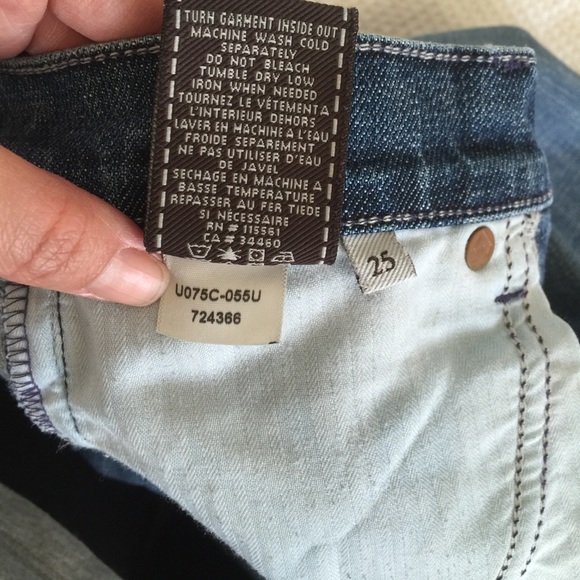 TURN GARMENT INSIDE OUT
MACHINE WASH COLD
SEPARATELY
DO NOT BLEACH
TUMBLE DRY LOW
IRON WHEN NEEDED
TOURNEZ LE VÉTEMENT A
L'INTERIEUR DEHORS
LAVER EN MACHINE A L'EAU
FROIDE SEPAREMENT
NE PAS UTILISER D'EAU
DE JAVEL
SECHAGE EN MACHINE A
BASSE TEMPERATURE
REPASSER AU FER TIEDE
SI NÉCESSAIRE
RN # 115561
CA # 34460
U075C-055U
724366
25